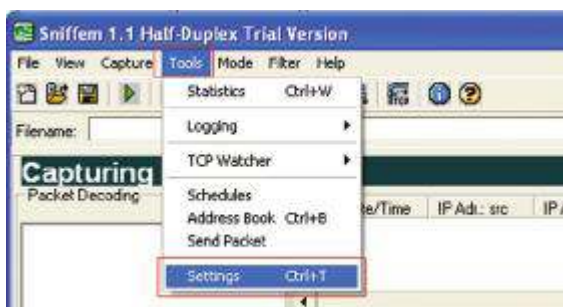 Sniffem 1.1 Half-Duplex Trial Version
File View Capture Tools Mode Filter Help
Statistics Ctrl+W
Filename:
Logging
Capturing
TCP Watcher
Packet Decoding
Schedules
te/Time IP Adr.: src IP
Address Book Ctrl+B
Send Packet
Settings Ctrl+T